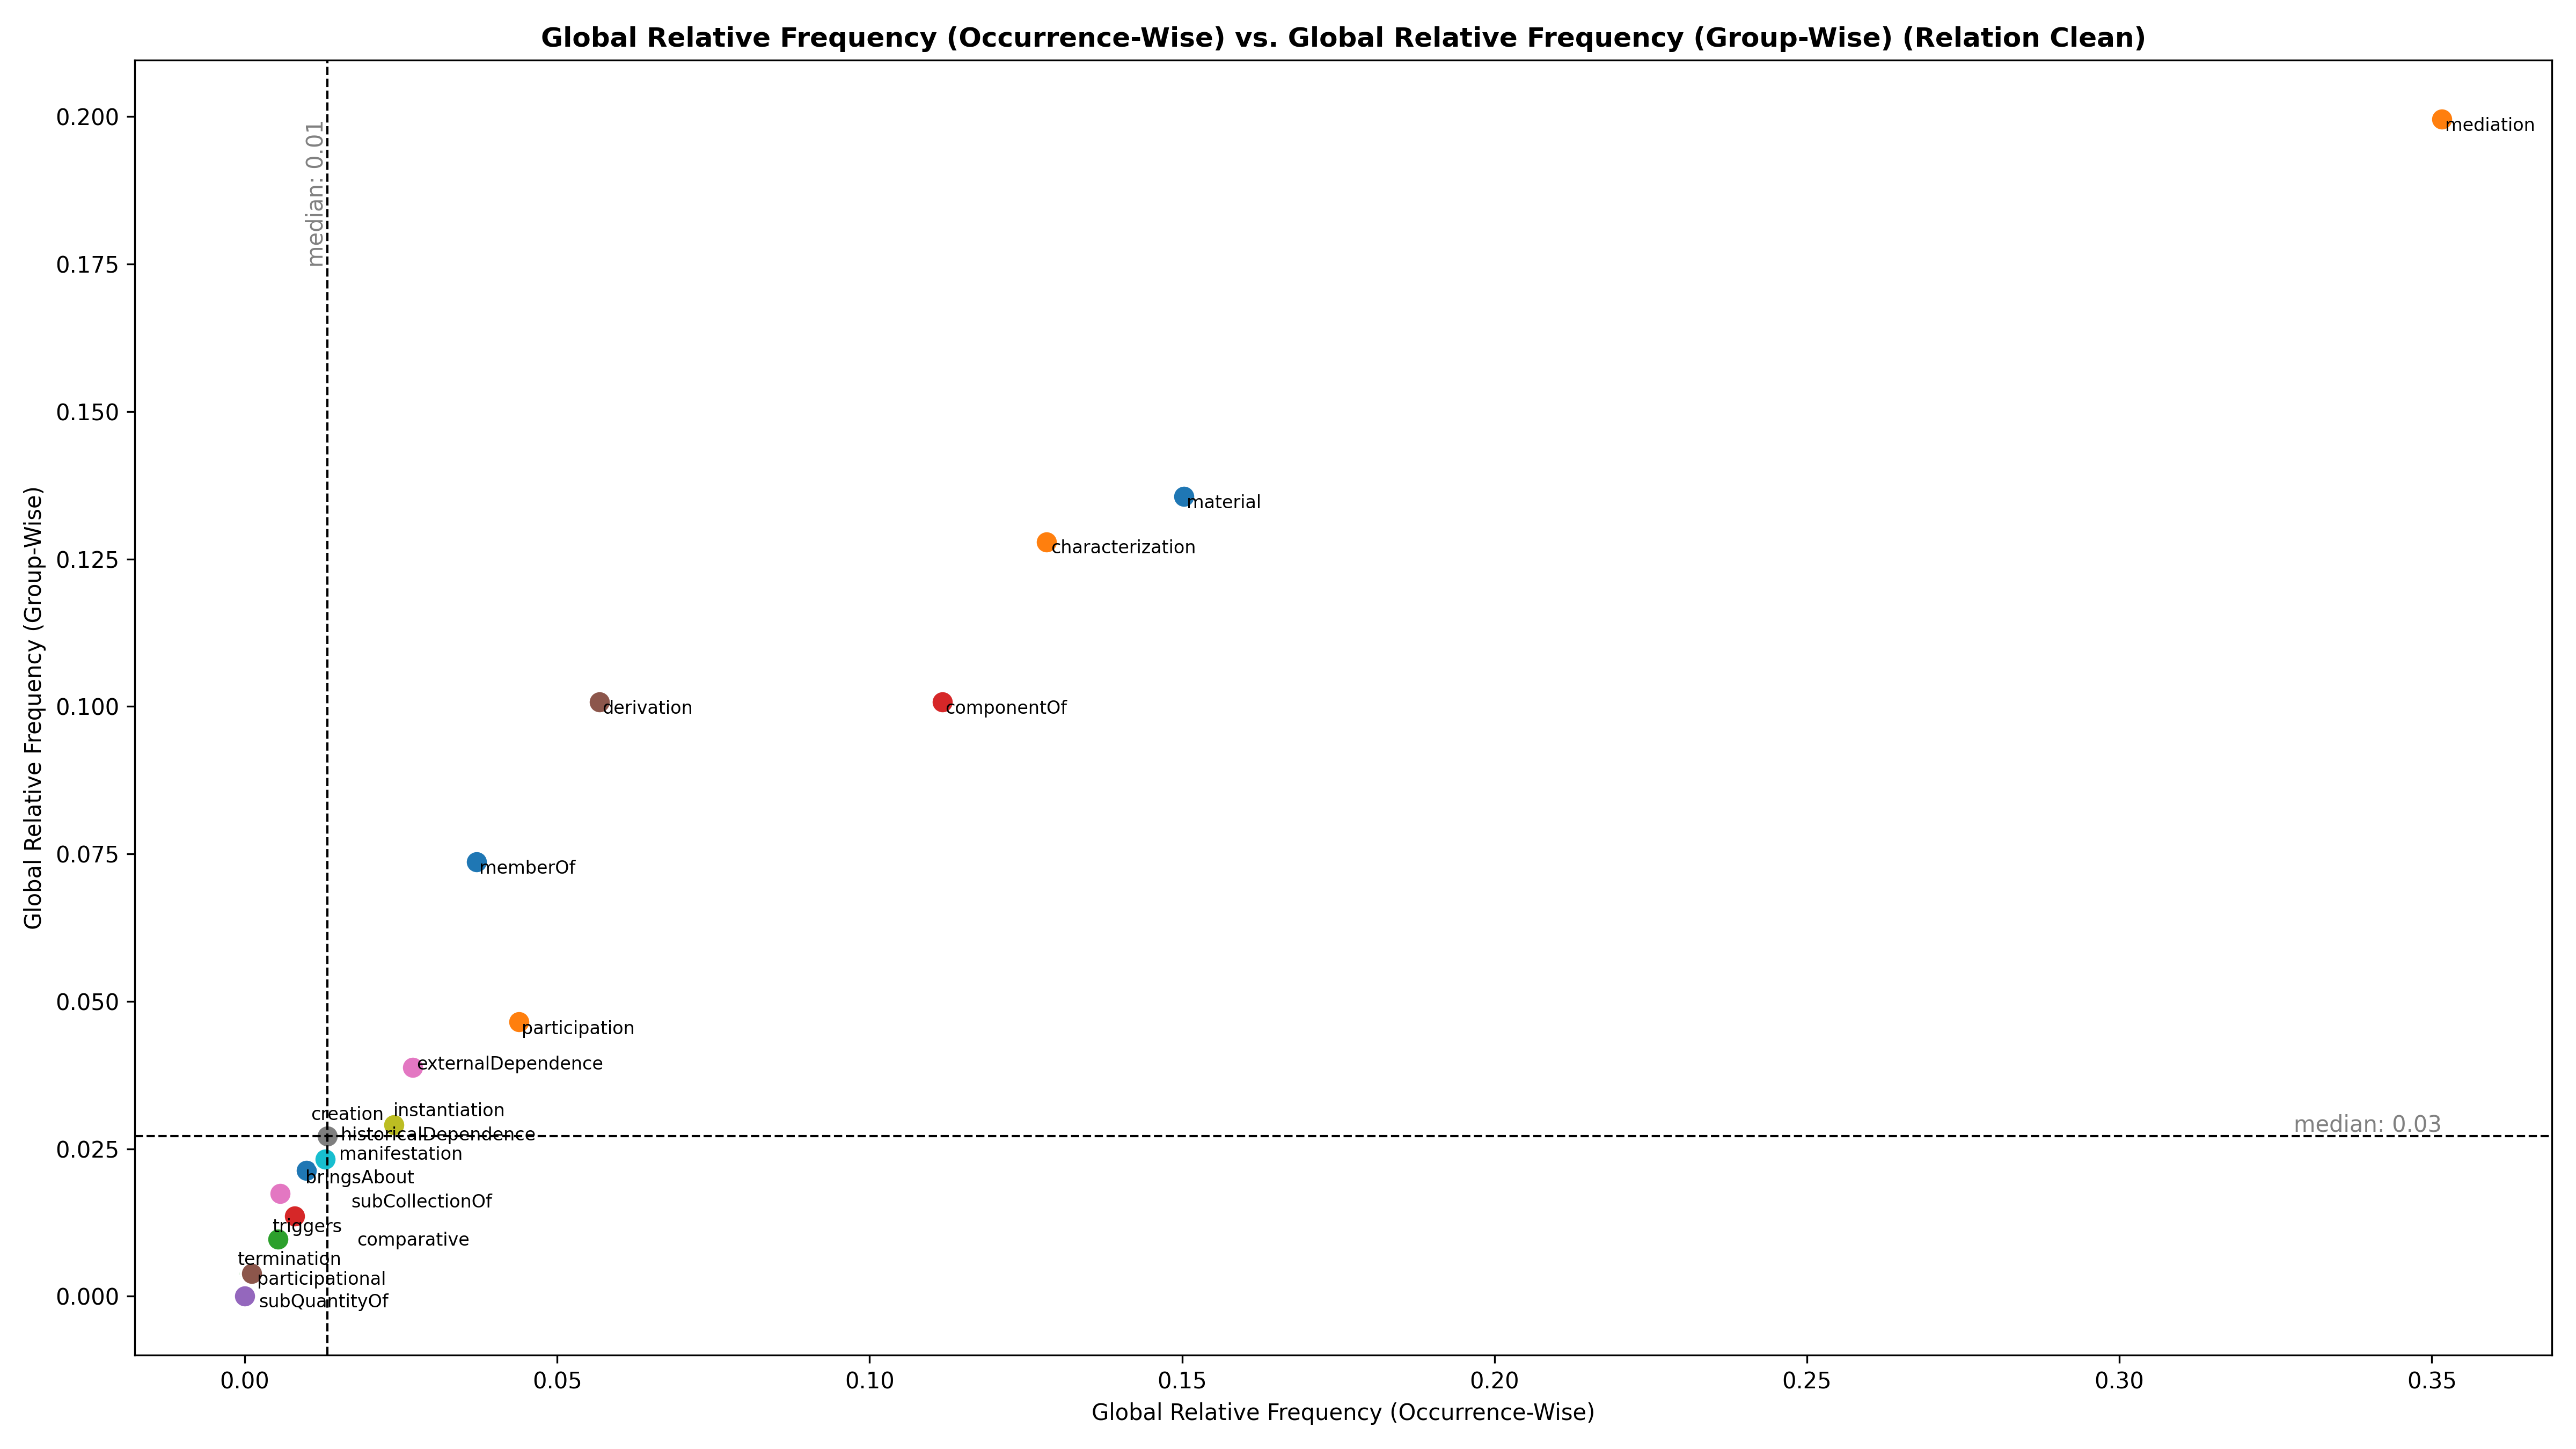 Global Relative Frequency (Occurrence-Wise) vs. Global Relative Frequency (Group-Wise) (Relation Clean)
Global Relative Frequency (Group-Wise)
0.200
0.175
0.150
0.125
0.100
0.075
0.050
0.025
0.000
median: 0.01
mediation
material
characterization
derivation
componentOf
memberOf
participation
externalDependence
creation
instantiation
median: 0.03
historicalDependence
manifestation
bringsAbout
subCollectionOf
triggers
comparative
termination
participational
subQuantityOf
0.00
0.05
0.10
0.15
0.20
0.25
0.30
0.35
Global Relative Frequency (Occurrence-Wise)